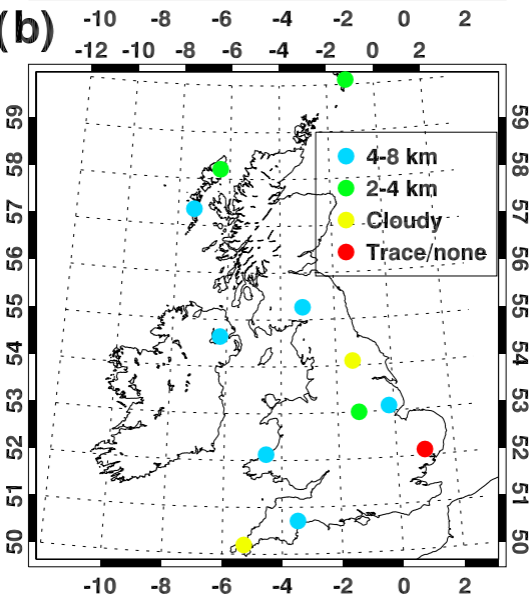 (b)
-10 -8 -6 -4 -2 0 2
-12 -10 -8 -6 -4 -2 0 2
59 59
58 58
57 57
56 56
55 55
54 54
53 53
52 52
51 51
50 50
4-8 km
2-4 km
Cloudy
Trace/none
-10 -8 -6 -4 -2 0 2